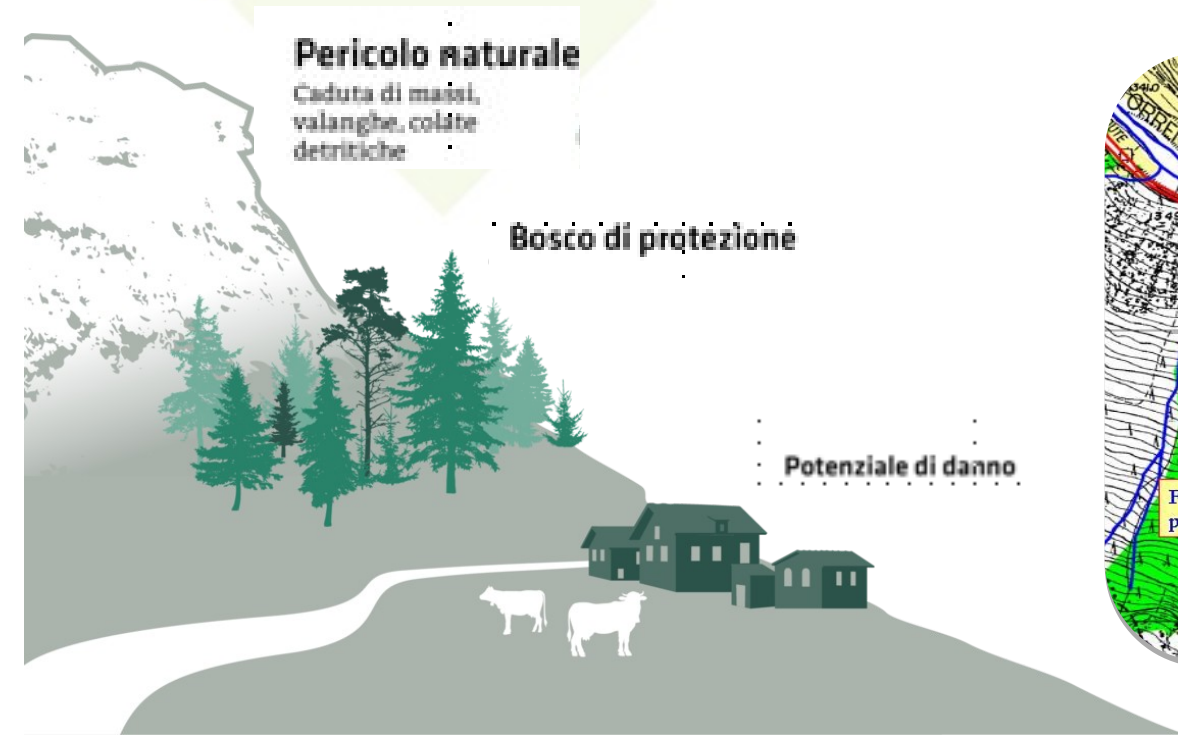 Pericolo naturale
Caduta di massi,
valanghe, colate
detritiche
Bosco di protezione
Potenziale di danno